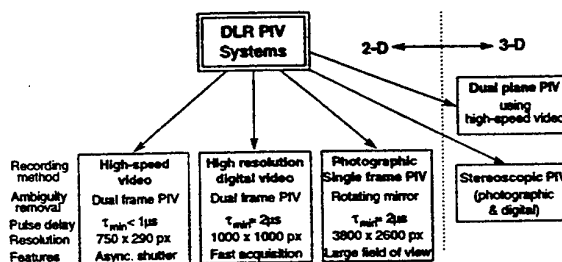 DLR PIV
Systems
2-D
3-D
Dual plane PIV
using
high-speed video
Stereoscopic PIV
(photographic
& digital)
Recording
method
High-speed
video
High resolution
digital video
Photographic
Single frame PIV
Ambiguity
removal
Dual frame PIV
Dual frame PIV
Rotating mirror
Pulse delay
τmin< 1µs
τmin= 2µs
τmin= 2µs
Resolution
750 x 290 px
1000 x 1000 px
3800 x 2600 px
Features
Async. shutter
Fast acquisition
Large field of view